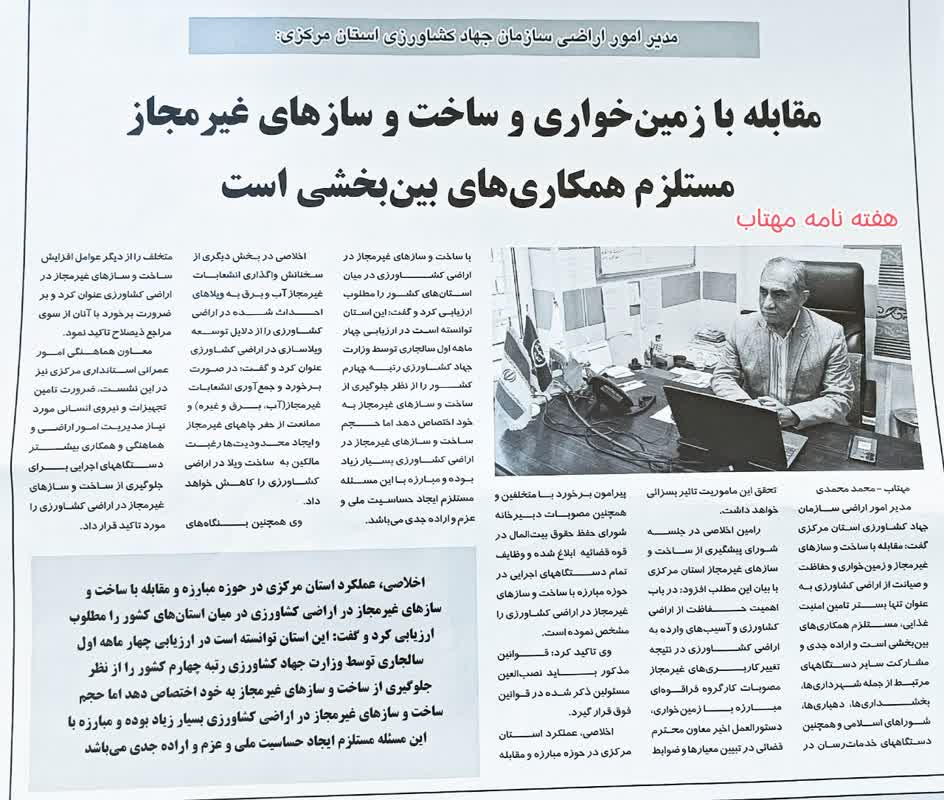 مدیر امور اراضی سازمان جهاد کشاورزی استان مرکزی:
مقابله با زمین‌خواری و ساخت و سازهای غیرمجاز
مستلزم همکاری‌های بین‌بخشی است
هفته نامه مهتاب
مهتاب – محمد محمدی
مدیر امور اراضی سازمان
جهاد کشاورزی استان مرکزی
گفت: مقابله با ساخت و سازهای
غیرمجاز و زمین‌خواری و حفاظت
و صیانت از اراضی کشاورزی به
عنوان تنها بستر تامین امنیت
غذایی، مستلزم همکاری‌های
بین‌بخشی است و اراده جدی و
مشارکت سایر دستگاههای
مرتبط از جمله شهرداری‌ها،
بخشداری‌ها، دهیاری‌ها،
شوراهای اسلامی و همچنین
دستگاههای خدمات‌رسان در
تحقق این ماموریت تاثیر بسزائی
خواهد داشت.
رامین اخلاصی در جلسه
شورای پیشگیری از ساخت و
سازهای غیرمجاز استان مرکزی
با بیان این مطلب افزود: در باب
اهمیت حفاظت از اراضی
کشاورزی و آسیب‌های وارده به
اراضی کشاورزی در نتیجه
تغییر کاربری‌های غیرمجاز
مصوبات کارگروه فراقوه‌ای
مبارزه با زمین‌خواری،
دستورالعمل اخیر معاون محترم
قضائی در تبیین معیارها و ضوابط
پیرامون برخورد با متخلفین و
همچنین مصوبات دبیرخانه
شورای حفظ حقوق بیت‌المال در
قوه قضائیه ابلاغ شده و وظایف
تمام دستگاههای اجرایی در
حوزه مبارزه با ساخت و سازهای
غیرمجاز در اراضی کشاورزی را
مشخص نموده است.
وی تاکید کرد: قوانین
مذکور باید نصب‌العین
مسئولین ذکر شده در قوانین
فوق قرار گیرد.
اخلاصی، عملکرد استان
مرکزی در حوزه مبارزه و مقابله
با ساخت و سازهای غیرمجاز در
اراضی کشاورزی در میان
استان‌های کشور را مطلوب
ارزیابی کرد و گفت: این استان
توانسته است در ارزیابی چهار
ماهه اول سالجاری توسط وزارت
جهاد کشاورزی رتبه چهارم
کشور را از نظر جلوگیری از
ساخت و سازهای غیرمجاز به
خود اختصاص دهد اما حجم
ساخت و سازهای غیرمجاز در
اراضی کشاورزی بسیار زیاد
بوده و مبارزه با این مسئله
مستلزم ایجاد حساسیت ملی و
عزم و اراده جدی می‌باشد.
اخلاصی در بخش دیگری از
سخنانش واگذاری انشعابات
غیرمجاز آب و برق به ویلاهای
احداث شده در اراضی
کشاورزی را از دلایل توسعه
ویلاسازی در اراضی کشاورزی
عنوان کرد و گفت: در صورت
برخورد و جمع‌آوری انشعابات
غیرمجاز(آب، برق و غیره) و
ممانعت از حفر چاههای غیرمجاز
و ایجاد محدودیت‌ها رغبت
مالکین به ساخت ویلا در اراضی
کشاورزی را کاهش خواهد
داد.
وی همچنین بنگاه‌های
متخلف را از دیگر عوامل افزایش
ساخت و سازهای غیرمجاز در
اراضی کشاورزی عنوان کرد و بر
ضرورت برخورد با آنان از سوی
مراجع ذیصلاح تاکید نمود.
معاون هماهنگی امور
عمرانی استانداری مرکزی نیز
در این نشست، ضرورت تامین
تجهیزات و نیروی انسانی مورد
نیاز مدیریت امور اراضی و
هماهنگی و همکاری بیشتر
دستگاههای اجرایی برای
جلوگیری از ساخت و سازهای
غیرمجاز در اراضی کشاورزی را
مورد تاکید قرار داد.
اخلاصی، عملکرد استان مرکزی در حوزه مبارزه و مقابله با ساخت و
سازهای غیرمجاز در اراضی کشاورزی در میان استان‌های کشور را مطلوب
ارزیابی کرد و گفت: این استان توانسته است در ارزیابی چهار ماهه اول
سالجاری توسط وزارت جهاد کشاورزی رتبه چهارم کشور را از نظر
جلوگیری از ساخت و سازهای غیرمجاز به خود اختصاص دهد اما حجم
ساخت و سازهای غیرمجاز در اراضی کشاورزی بسیار زیاد بوده و مبارزه با
این مسئله مستلزم ایجاد حساسیت ملی و عزم و اراده جدی می‌باشد